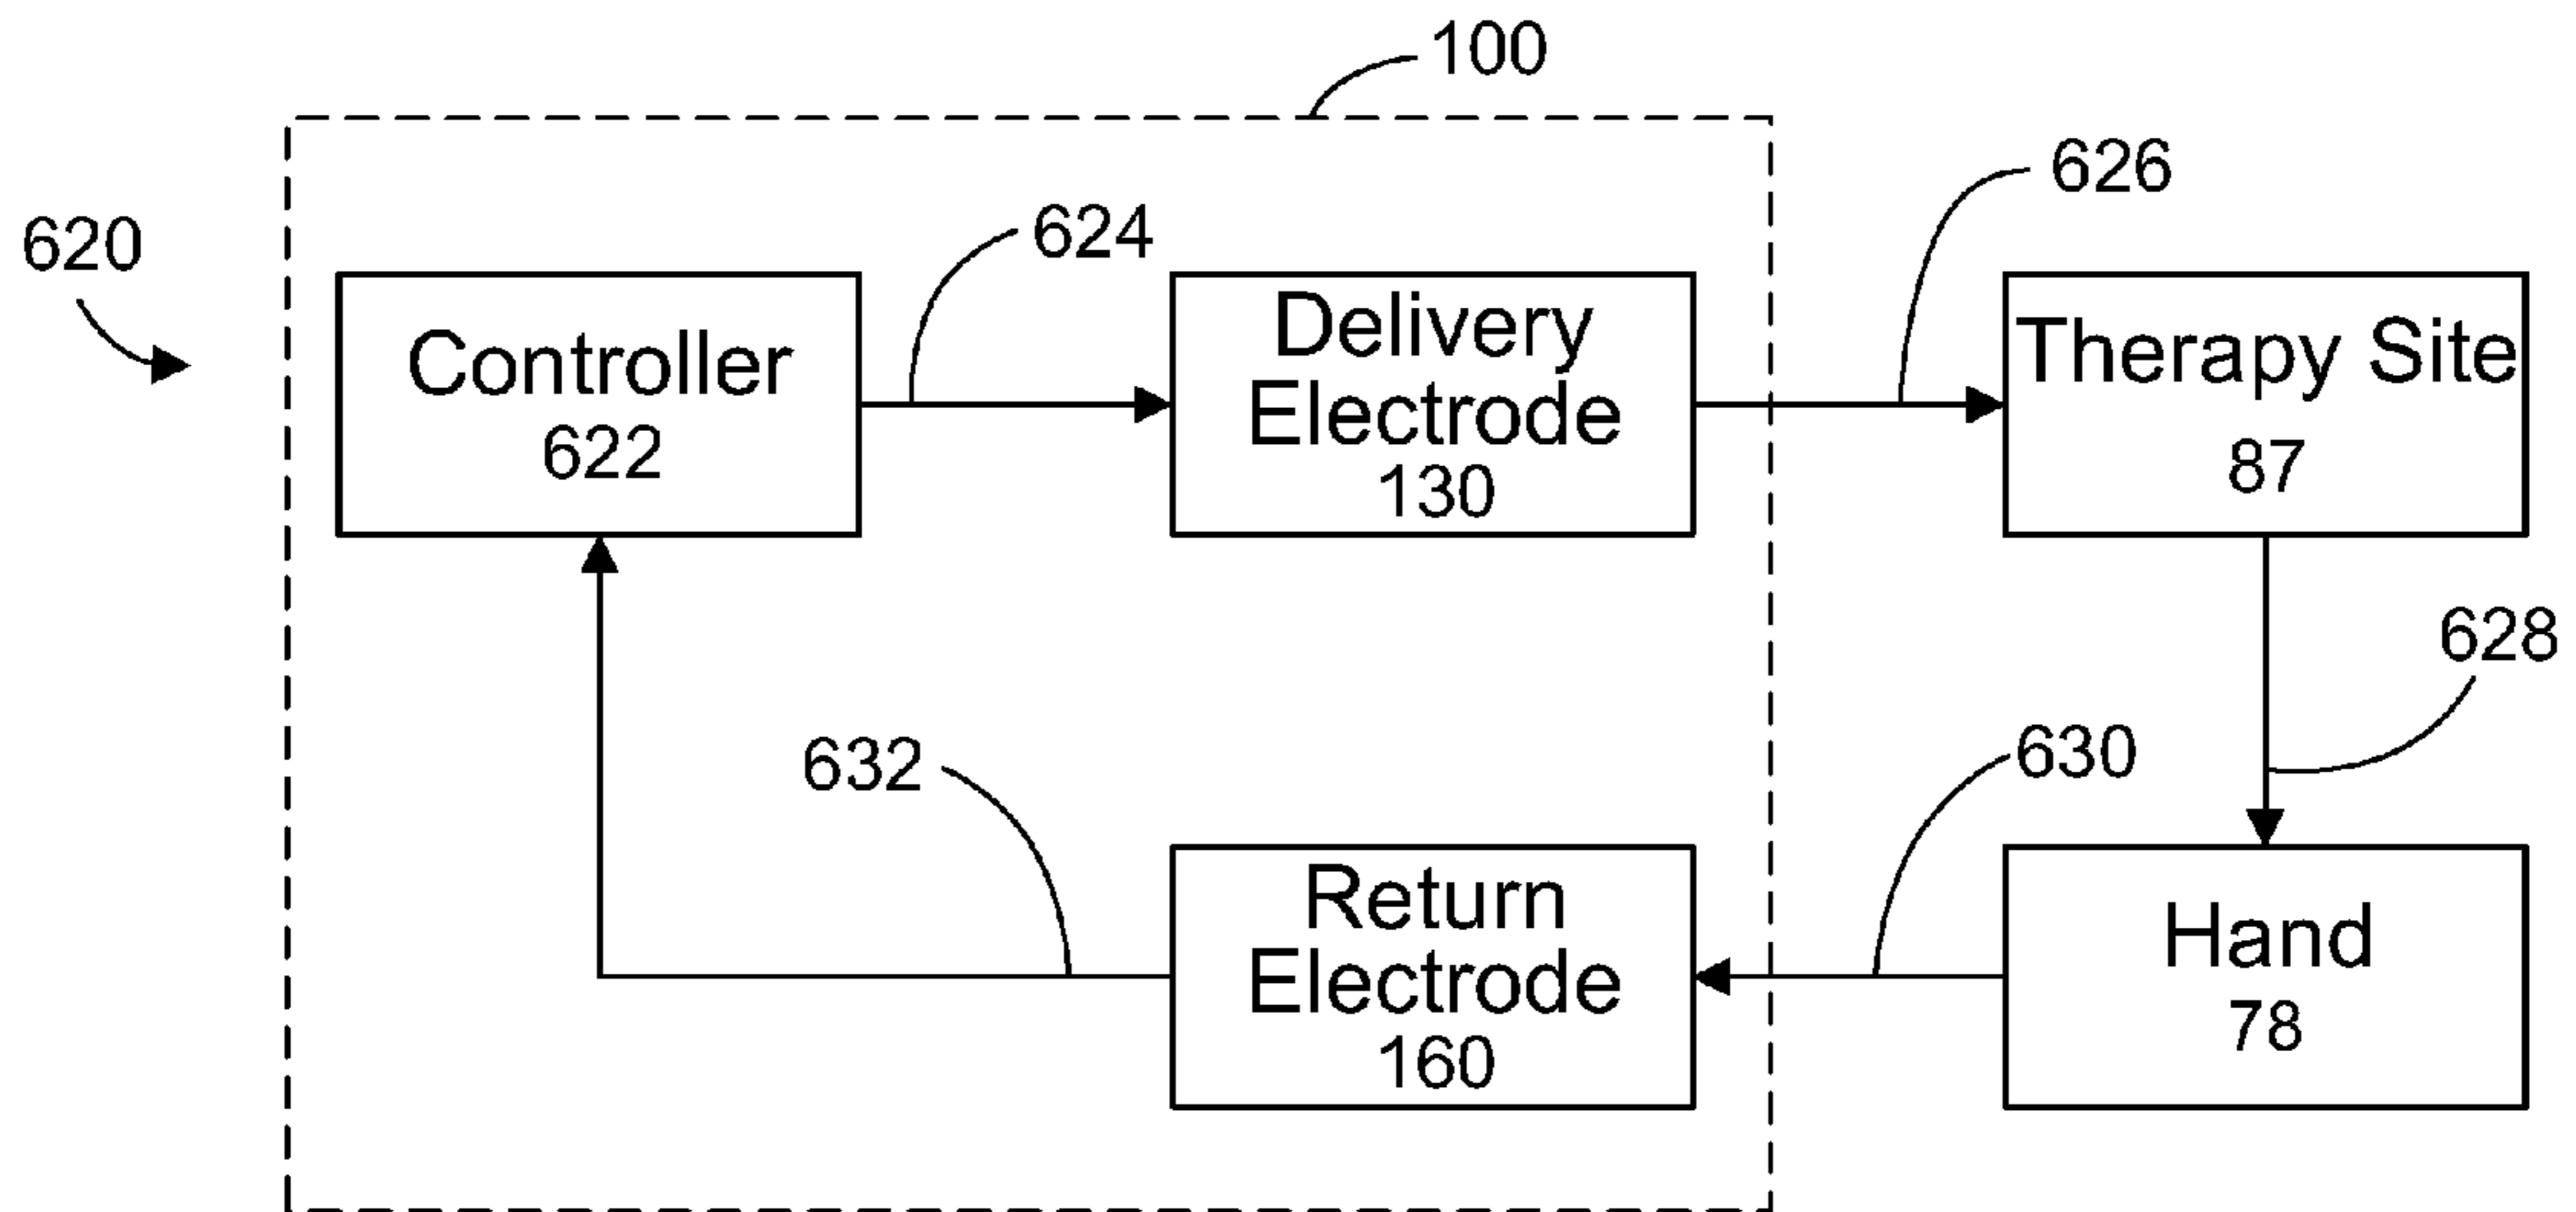 100
626
620
624
Controller
622
Delivery
Electrode
130
Therapy Site
87
628
632
630
Return
Electrode
160
Hand
78